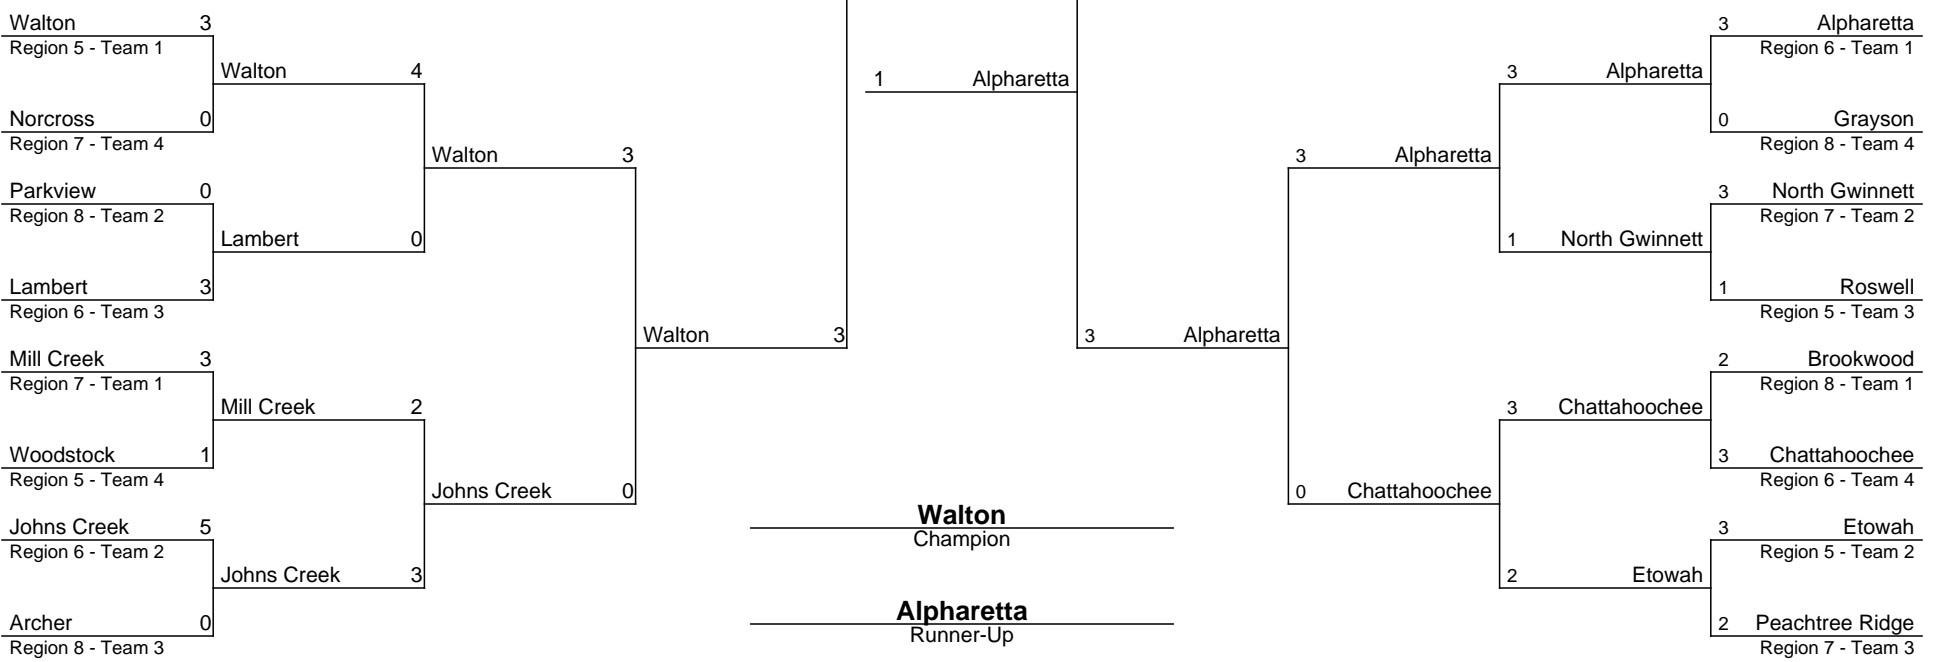 Walton 3
Region 5 - Team 1
Norcross 0
Region 7 - Team 4
Parkview 0
Region 8 - Team 2
Lambert 3
Region 6 - Team 3
Mill Creek 3
Region 7 - Team 1
Woodstock 1
Region 5 - Team 4
Johns Creek 5
Region 6 - Team 2
Archer 0
Region 8 - Team 3
Walton 4
Lambert 0
Mill Creek 2
Johns Creek 3
Walton 3
Johns Creek 0
Walton 3
1 Alpharetta
Walton
Champion
Alpharetta
Runner-Up
3 Alpharetta
3 Alpharetta
0 Chattahoochee
3 Alpharetta
1 North Gwinnett
3 Chattahoochee
2 Etowah
3 Alpharetta
Region 6 - Team 1
0 Grayson
Region 8 - Team 4
3 North Gwinnett
Region 7 - Team 2
1 Roswell
Region 5 - Team 3
2 Brookwood
Region 8 - Team 1
3 Chattahoochee
Region 6 - Team 4
3 Etowah
Region 5 - Team 2
2 Peachtree Ridge
Region 7 - Team 3